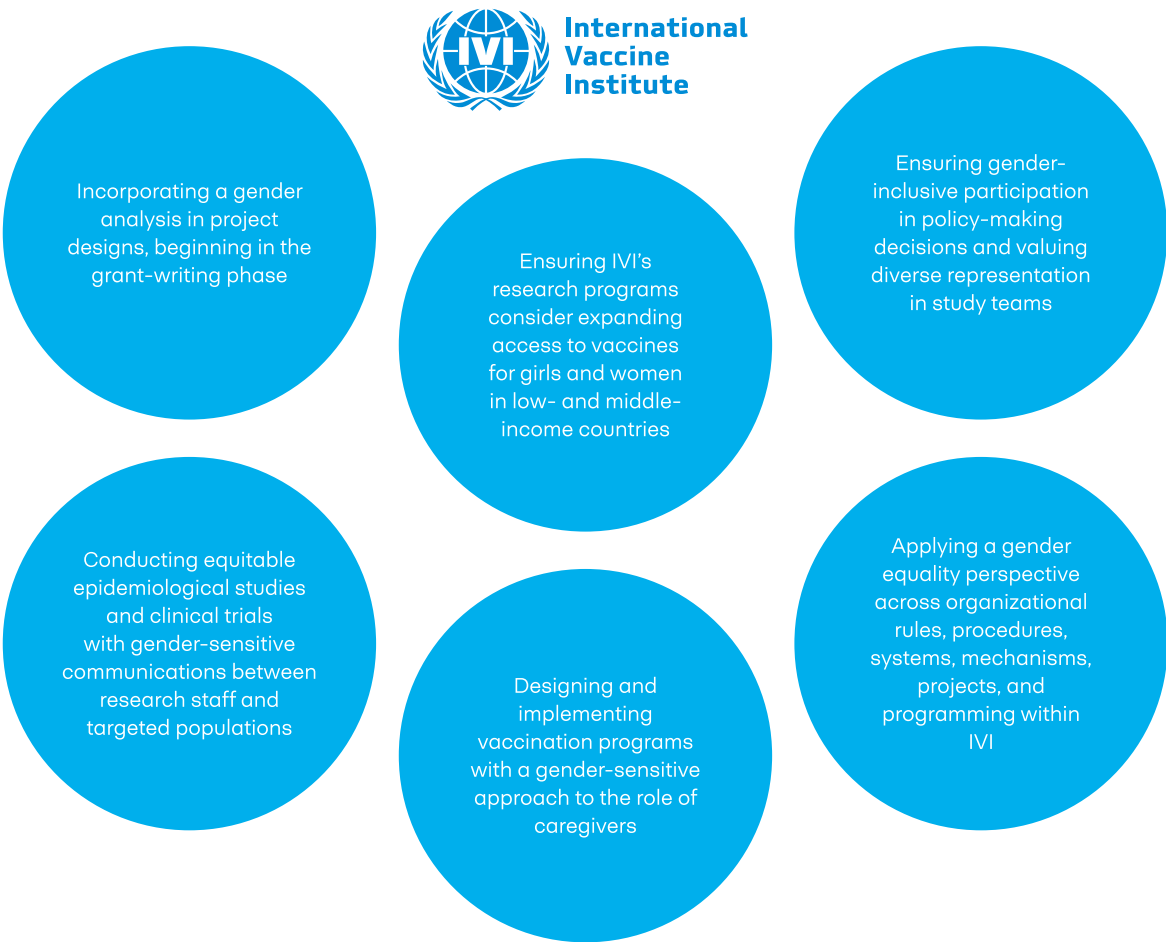 IVI
International
Vaccine
Institute
Incorporating a gender
analysis in project
designs, beginning in the
grant-writing phase
Ensuring IVI’s
research programs
consider expanding
access to vaccines
for girls and women
in low- and middle-
income countries
Ensuring gender-
inclusive participation
in policy-making
decisions and valuing
diverse representation
in study teams
Conducting equitable
epidemiological studies
and clinical trials
with gender-sensitive
communications between
research staff and
targeted populations
Designing and
implementing
vaccination programs
with a gender-sensitive
approach to the role of
caregivers
Applying a gender
equality perspective
across organizational
rules, procedures,
systems, mechanisms,
projects, and
programming within
IVI